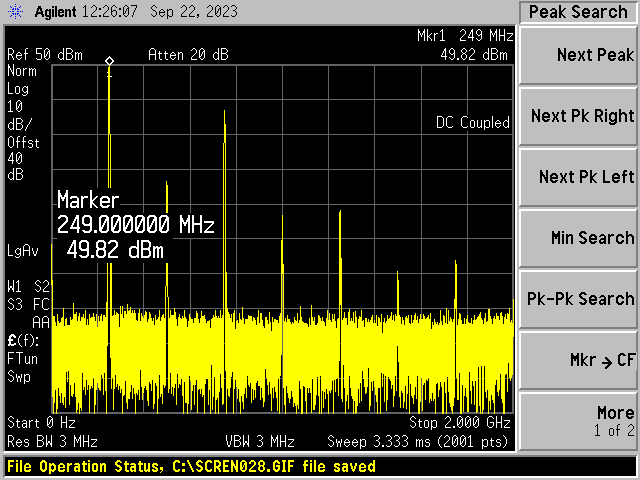 Agilent 12:26:07 Sep 22, 2023
Peak Search
Mkr1 249 MHz
Ref 50 dBm Atten 20 dB 49.82 dBm
Norm
Log
10
dB/
Offst
40
dB
DC Coupled
1
Marker
249.000000 MHz
49.82 dBm
LgAv
W1 S2
S3 FC
AA
£(f):
FTun
Swp
Start 0 Hz Stop 2.000 GHz
Res BW 3 MHz VBW 3 MHz Sweep 3.333 ms (2001 pts)
File Operation Status, C:\SCREN028.GIF file saved
Next Peak
Next Pk Right
Next Pk Left
Min Search
Pk-Pk Search
Mkr → CF
More
1 of 2